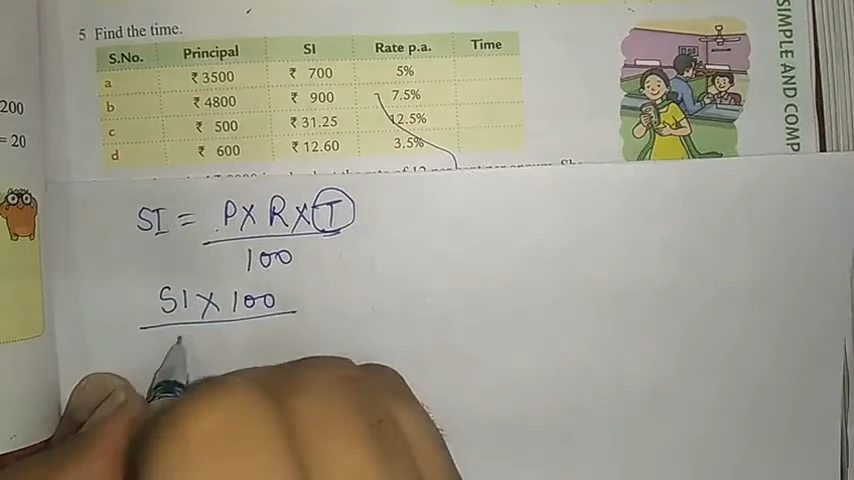 5 Find the time.
S.No. Principal SI Rate p.a. Time
a ₹ 3500 ₹ 700 5%
b ₹ 4800 ₹ 900 7.5%
c ₹ 500 ₹ 31.25 12.5%
d ₹ 600 ₹ 12.60 3.5%
SIMPLE AND COMP
200
= 20
SI = P X R X T
100
SI X 100